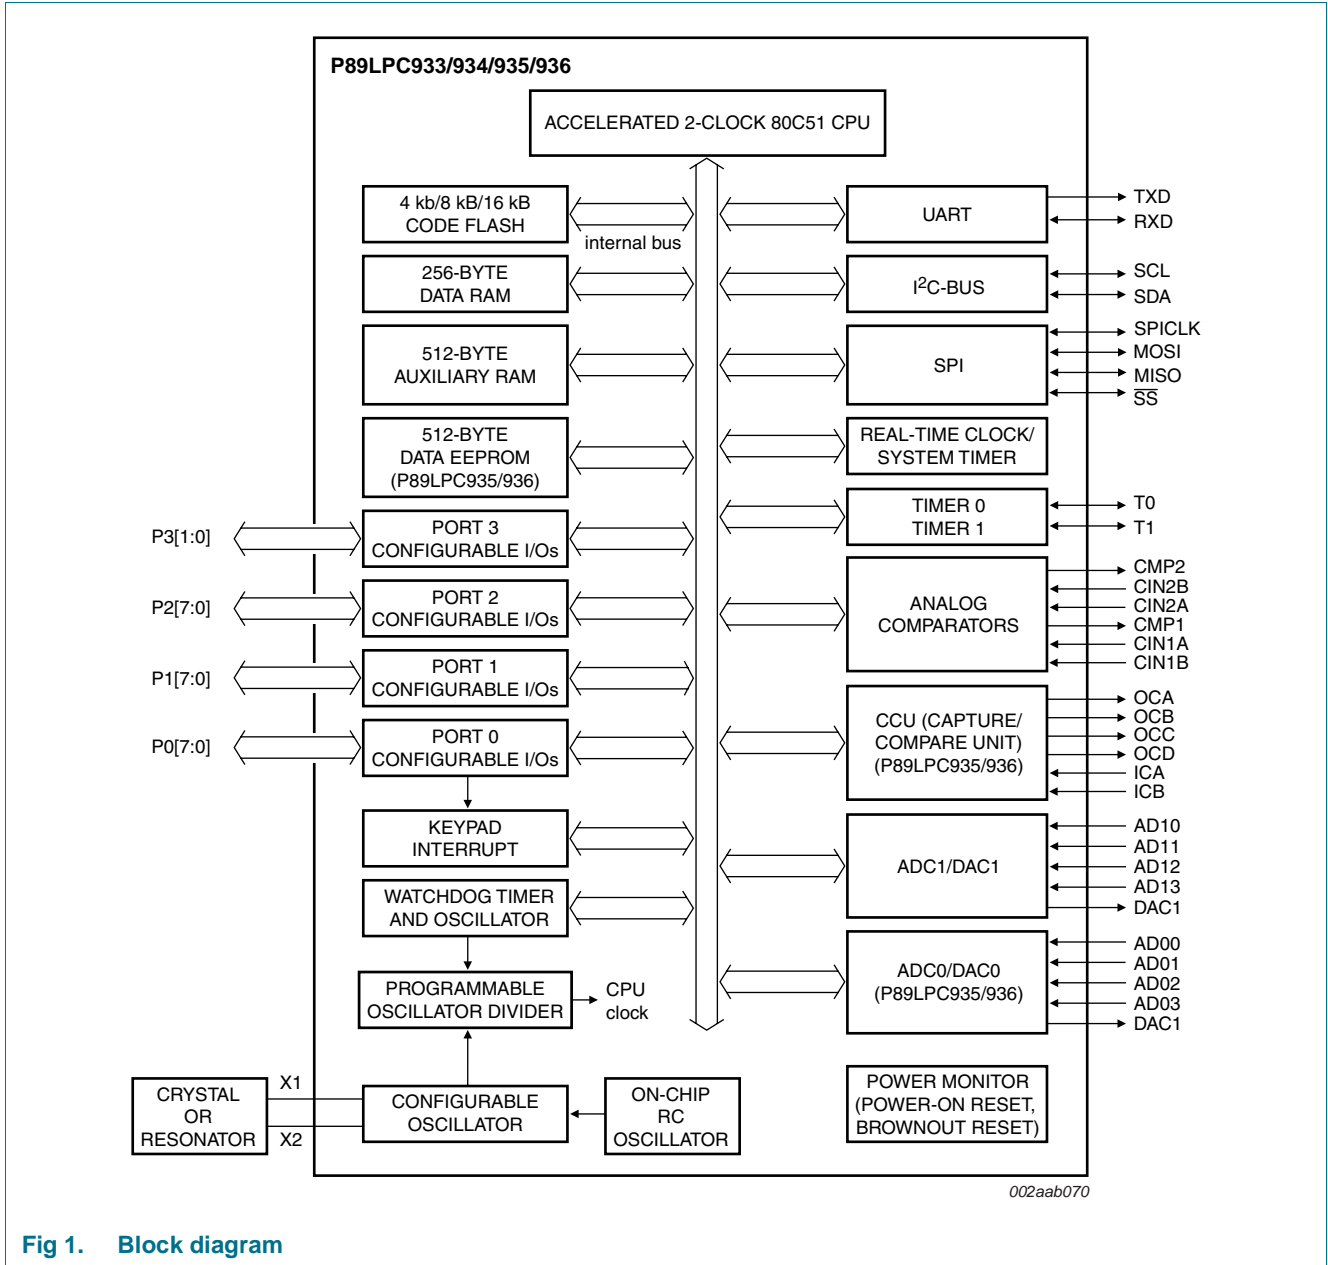 P89LPC933/934/935/936
ACCELERATED 2-CLOCK 80C51 CPU
4 kb/8 kB/16 kB
CODE FLASH
internal bus
256-BYTE
DATA RAM
512-BYTE
AUXILIARY RAM
512-BYTE
DATA EEPROM
(P89LPC935/936)
P3[1:0]
PORT 3
CONFIGURABLE I/Os
P2[7:0]
PORT 2
CONFIGURABLE I/Os
P1[7:0]
PORT 1
CONFIGURABLE I/Os
P0[7:0]
PORT 0
CONFIGURABLE I/Os
KEYPAD
INTERRUPT
WATCHDOG TIMER
AND OSCILLATOR
PROGRAMMABLE
OSCILLATOR DIVIDER
CPU
clock
CRYSTAL
OR
RESONATOR
X1
X2
CONFIGURABLE
OSCILLATOR
ON-CHIP
RC
OSCILLATOR
UART
TXD
RXD
I2C-BUS
SCL
SDA
SPI
SPICLK
MOSI
MISO
SS
REAL-TIME CLOCK/
SYSTEM TIMER
TIMER 0
TIMER 1
T0
T1
ANALOG
COMPARATORS
CMP2
CIN2B
CIN2A
CMP1
CIN1A
CIN1B
CCU (CAPTURE/
COMPARE UNIT)
(P89LPC935/936)
OCA
OCB
OCC
OCD
ICA
ICB
ADC1/DAC1
AD10
AD11
AD12
AD13
DAC1
ADC0/DAC0
(P89LPC935/936)
AD00
AD01
AD02
AD03
DAC1
POWER MONITOR
(POWER-ON RESET,
BROWNOUT RESET)
002aab070
Fig 1. Block diagram